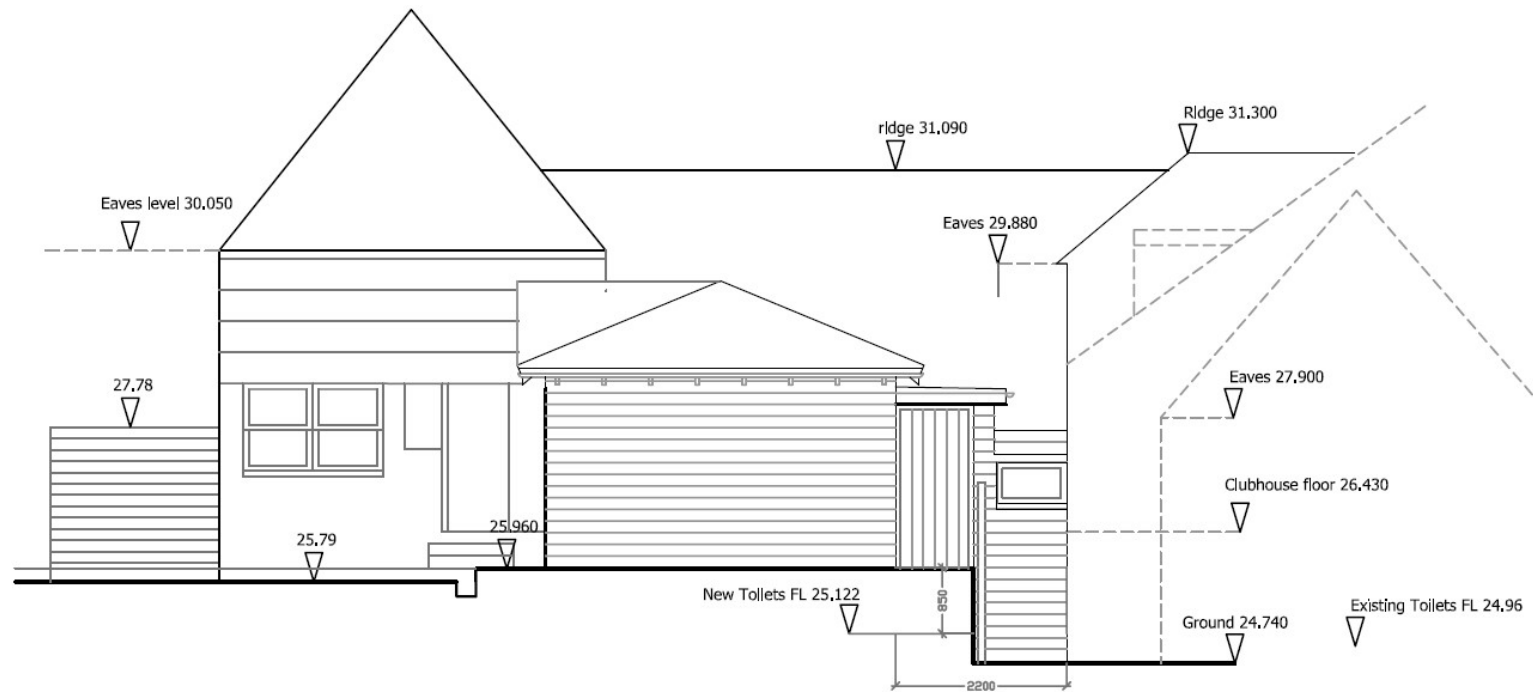 Ridge 31.300
ridge 31.090
Eaves level 30.050
Eaves 29.880
27.78
Eaves 27.900
Clubhouse floor 26.430
25.960
25.79
New Toilets FL 25.122
850
Existing Toilets FL 24.96
Ground 24.740
2200